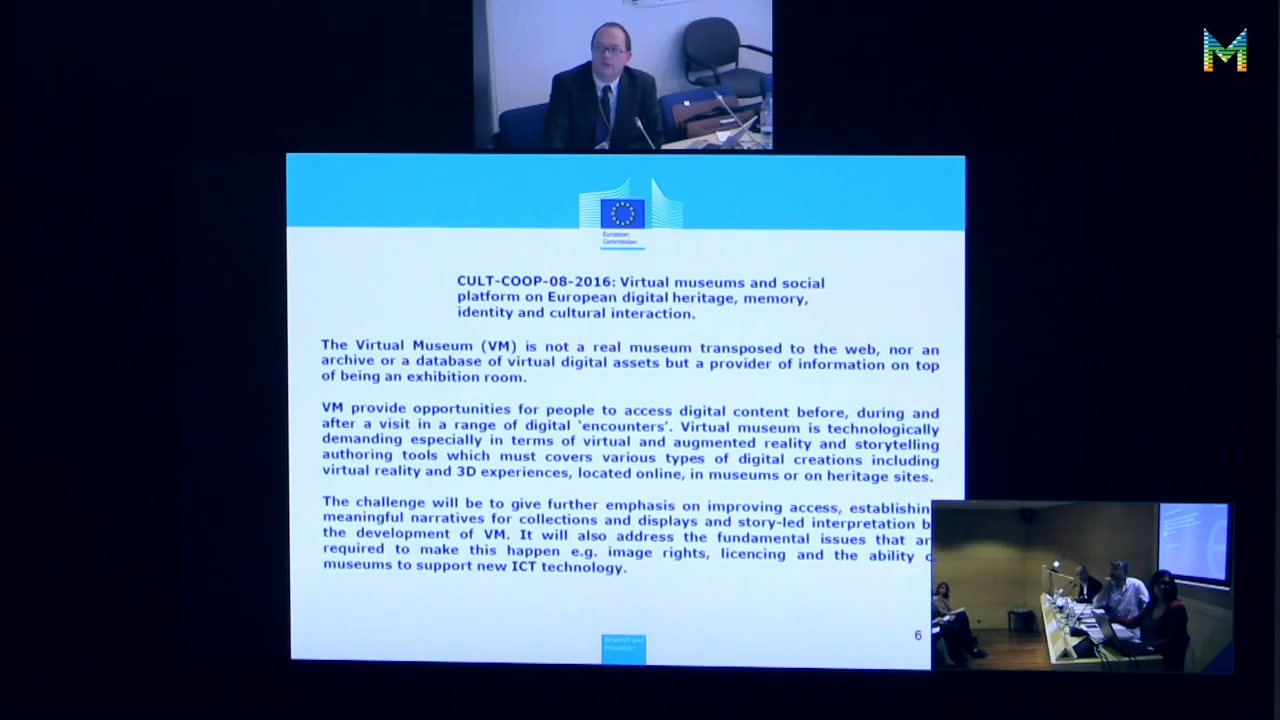 M
European
Commission
CULT-COOP-08-2016: Virtual museums and social
platform on European digital heritage, memory,
identity and cultural interaction.
The Virtual Museum (VM) is not a real museum transposed to the web, nor an
archive or a database of virtual digital assets but a provider of information on top
of being an exhibition room.
VM provide opportunities for people to access digital content before, during and
after a visit in a range of digital ‘encounters’. Virtual museum is technologically
demanding especially in terms of virtual and augmented reality and storytelling
authoring tools which must covers various types of digital creations including
virtual reality and 3D experiences, located online, in museums or on heritage sites.
The challenge will be to give further emphasis on improving access, establishin
meaningful narratives for collections and displays and story-led interpretation b
the development of VM. It will also address the fundamental issues that ar
required to make this happen e.g. image rights, licencing and the ability o
museums to support new ICT technology.
Research and
Innovation
6